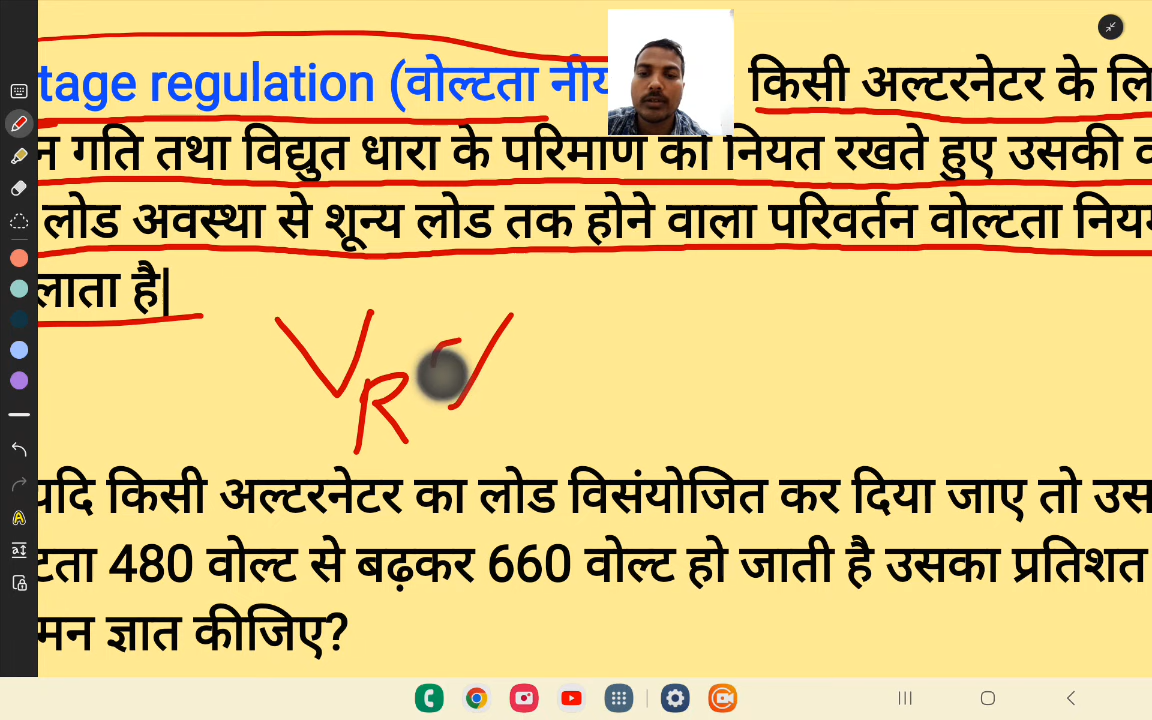 tage regulation (वोल्टता नीय किसी अल्टरनेटर के लि
न गति तथा विद्युत धारा के परिमाण को नियत रखते हुए उसकी व
लोड अवस्था से शून्य लोड तक होने वाला परिवर्तन वोल्टता निय
लाता है|
VR
यदि किसी अल्टरनेटर का लोड विसंयोजित कर दिया जाए तो उस
टता 480 वोल्ट से बढ़कर 660 वोल्ट हो जाती है उसका प्रतिशत
मन ज्ञात कीजिए?